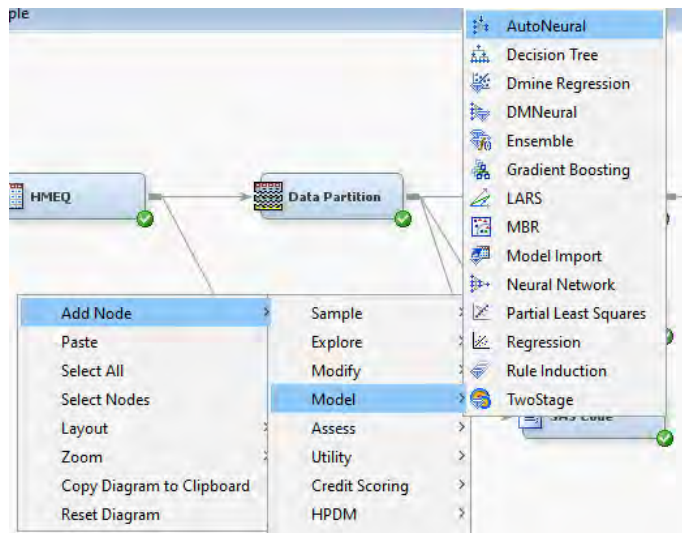 ple
AutoNeural
Decision Tree
Dmine Regression
DMNeural
Ensemble
Gradient Boosting
LARS
MBR
Model Import
Neural Network
Partial Least Squares
Regression
Rule Induction
TwoStage
HMEQ
Data Partition
Add Node
Paste
Select All
Select Nodes
Layout
Zoom
Copy Diagram to Clipboard
Reset Diagram
Sample
Explore
Modify
Model
Assess
Utility
Credit Scoring
HPDM
SAS Code